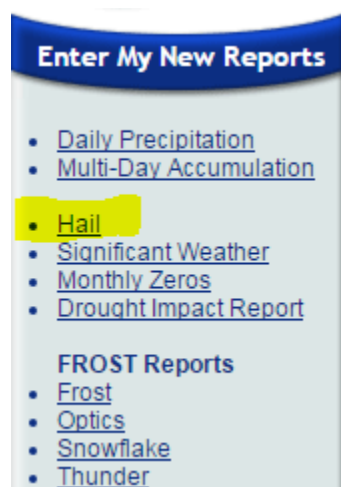 Enter My New Reports
Daily Precipitation
Multi-Day Accumulation
Hail
Significant Weather
Monthly Zeros
Drought Impact Report
FROST Reports
Frost
Optics
Snowflake
Thunder